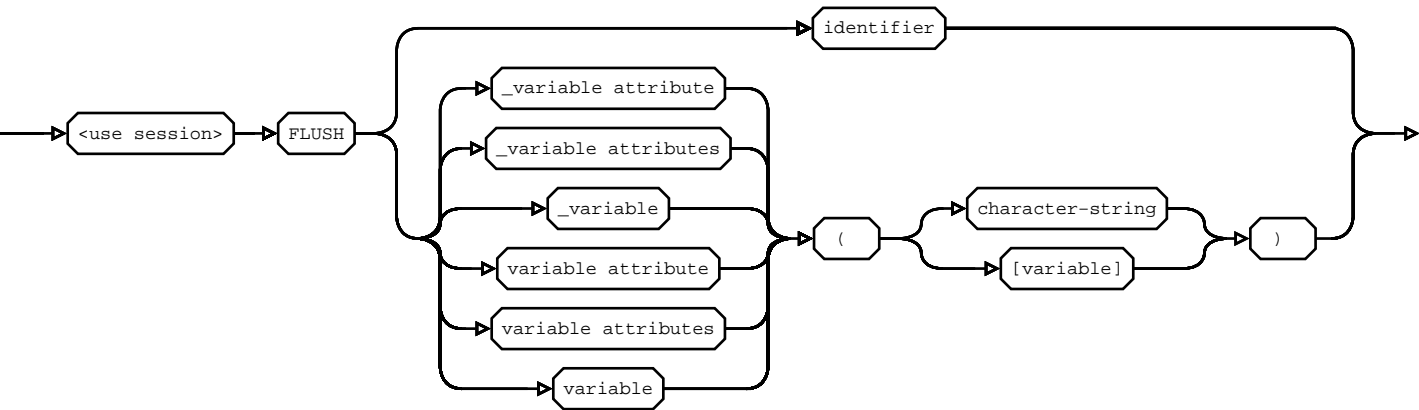 identifier
_variable attribute
<use session>
FLUSH
_variable attributes
_variable
character-string
(
)
variable attribute
[variable]
variable attributes
variable